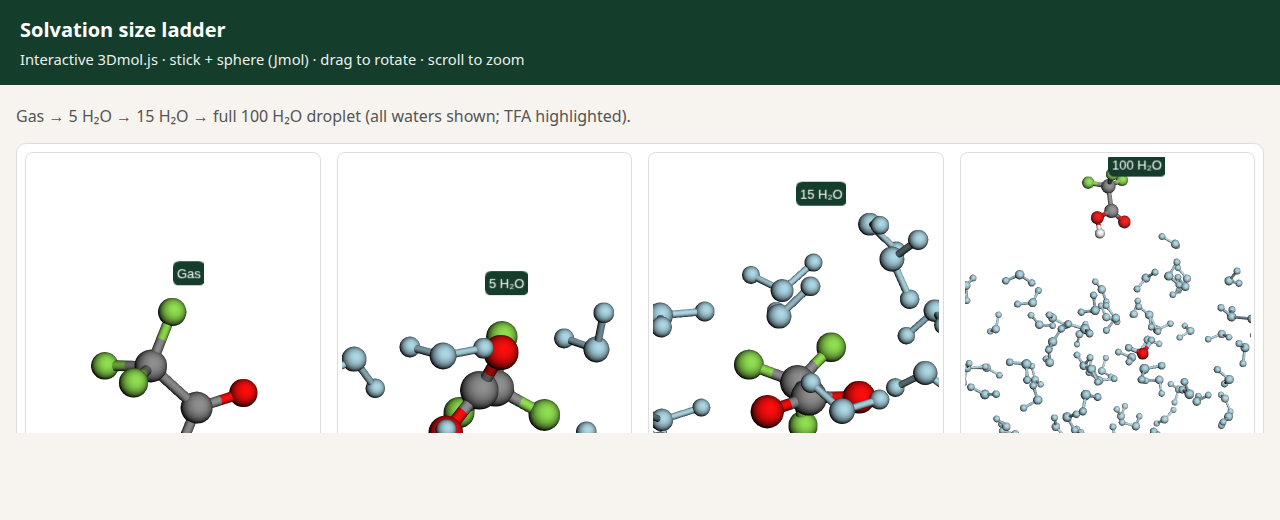 Solvation size ladder
Interactive 3Dmol.js · stick + sphere (Jmol) · drag to rotate · scroll to zoom
Gas → 5 H₂O → 15 H₂O → full 100 H₂O droplet (all waters shown; TFA highlighted).
Gas
5 H₂O
15 H₂O
100 H₂O